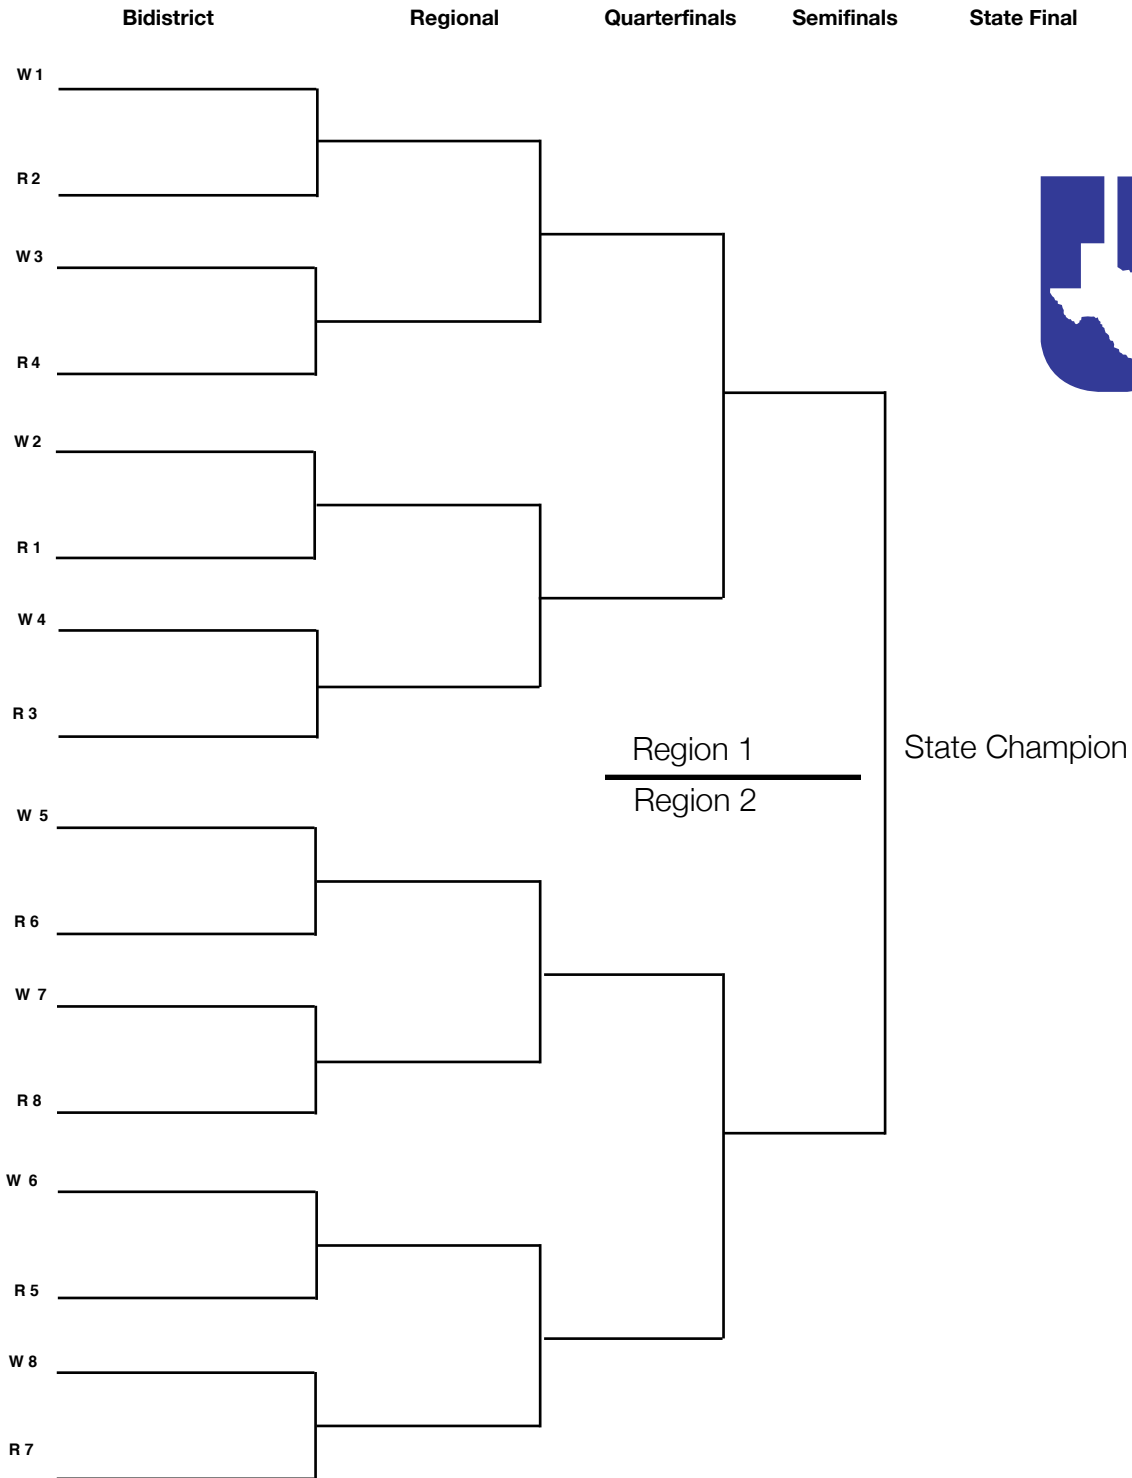 Bidistrict Regional Quarterfinals Semifinals State Final
W 1
R 2
W 3
R 4
W 2
R 1
W 4
R 3
Region 1
State Champion
Region 2
W 5
R 6
W 7
R 8
W 6
R 5
W 8
R 7